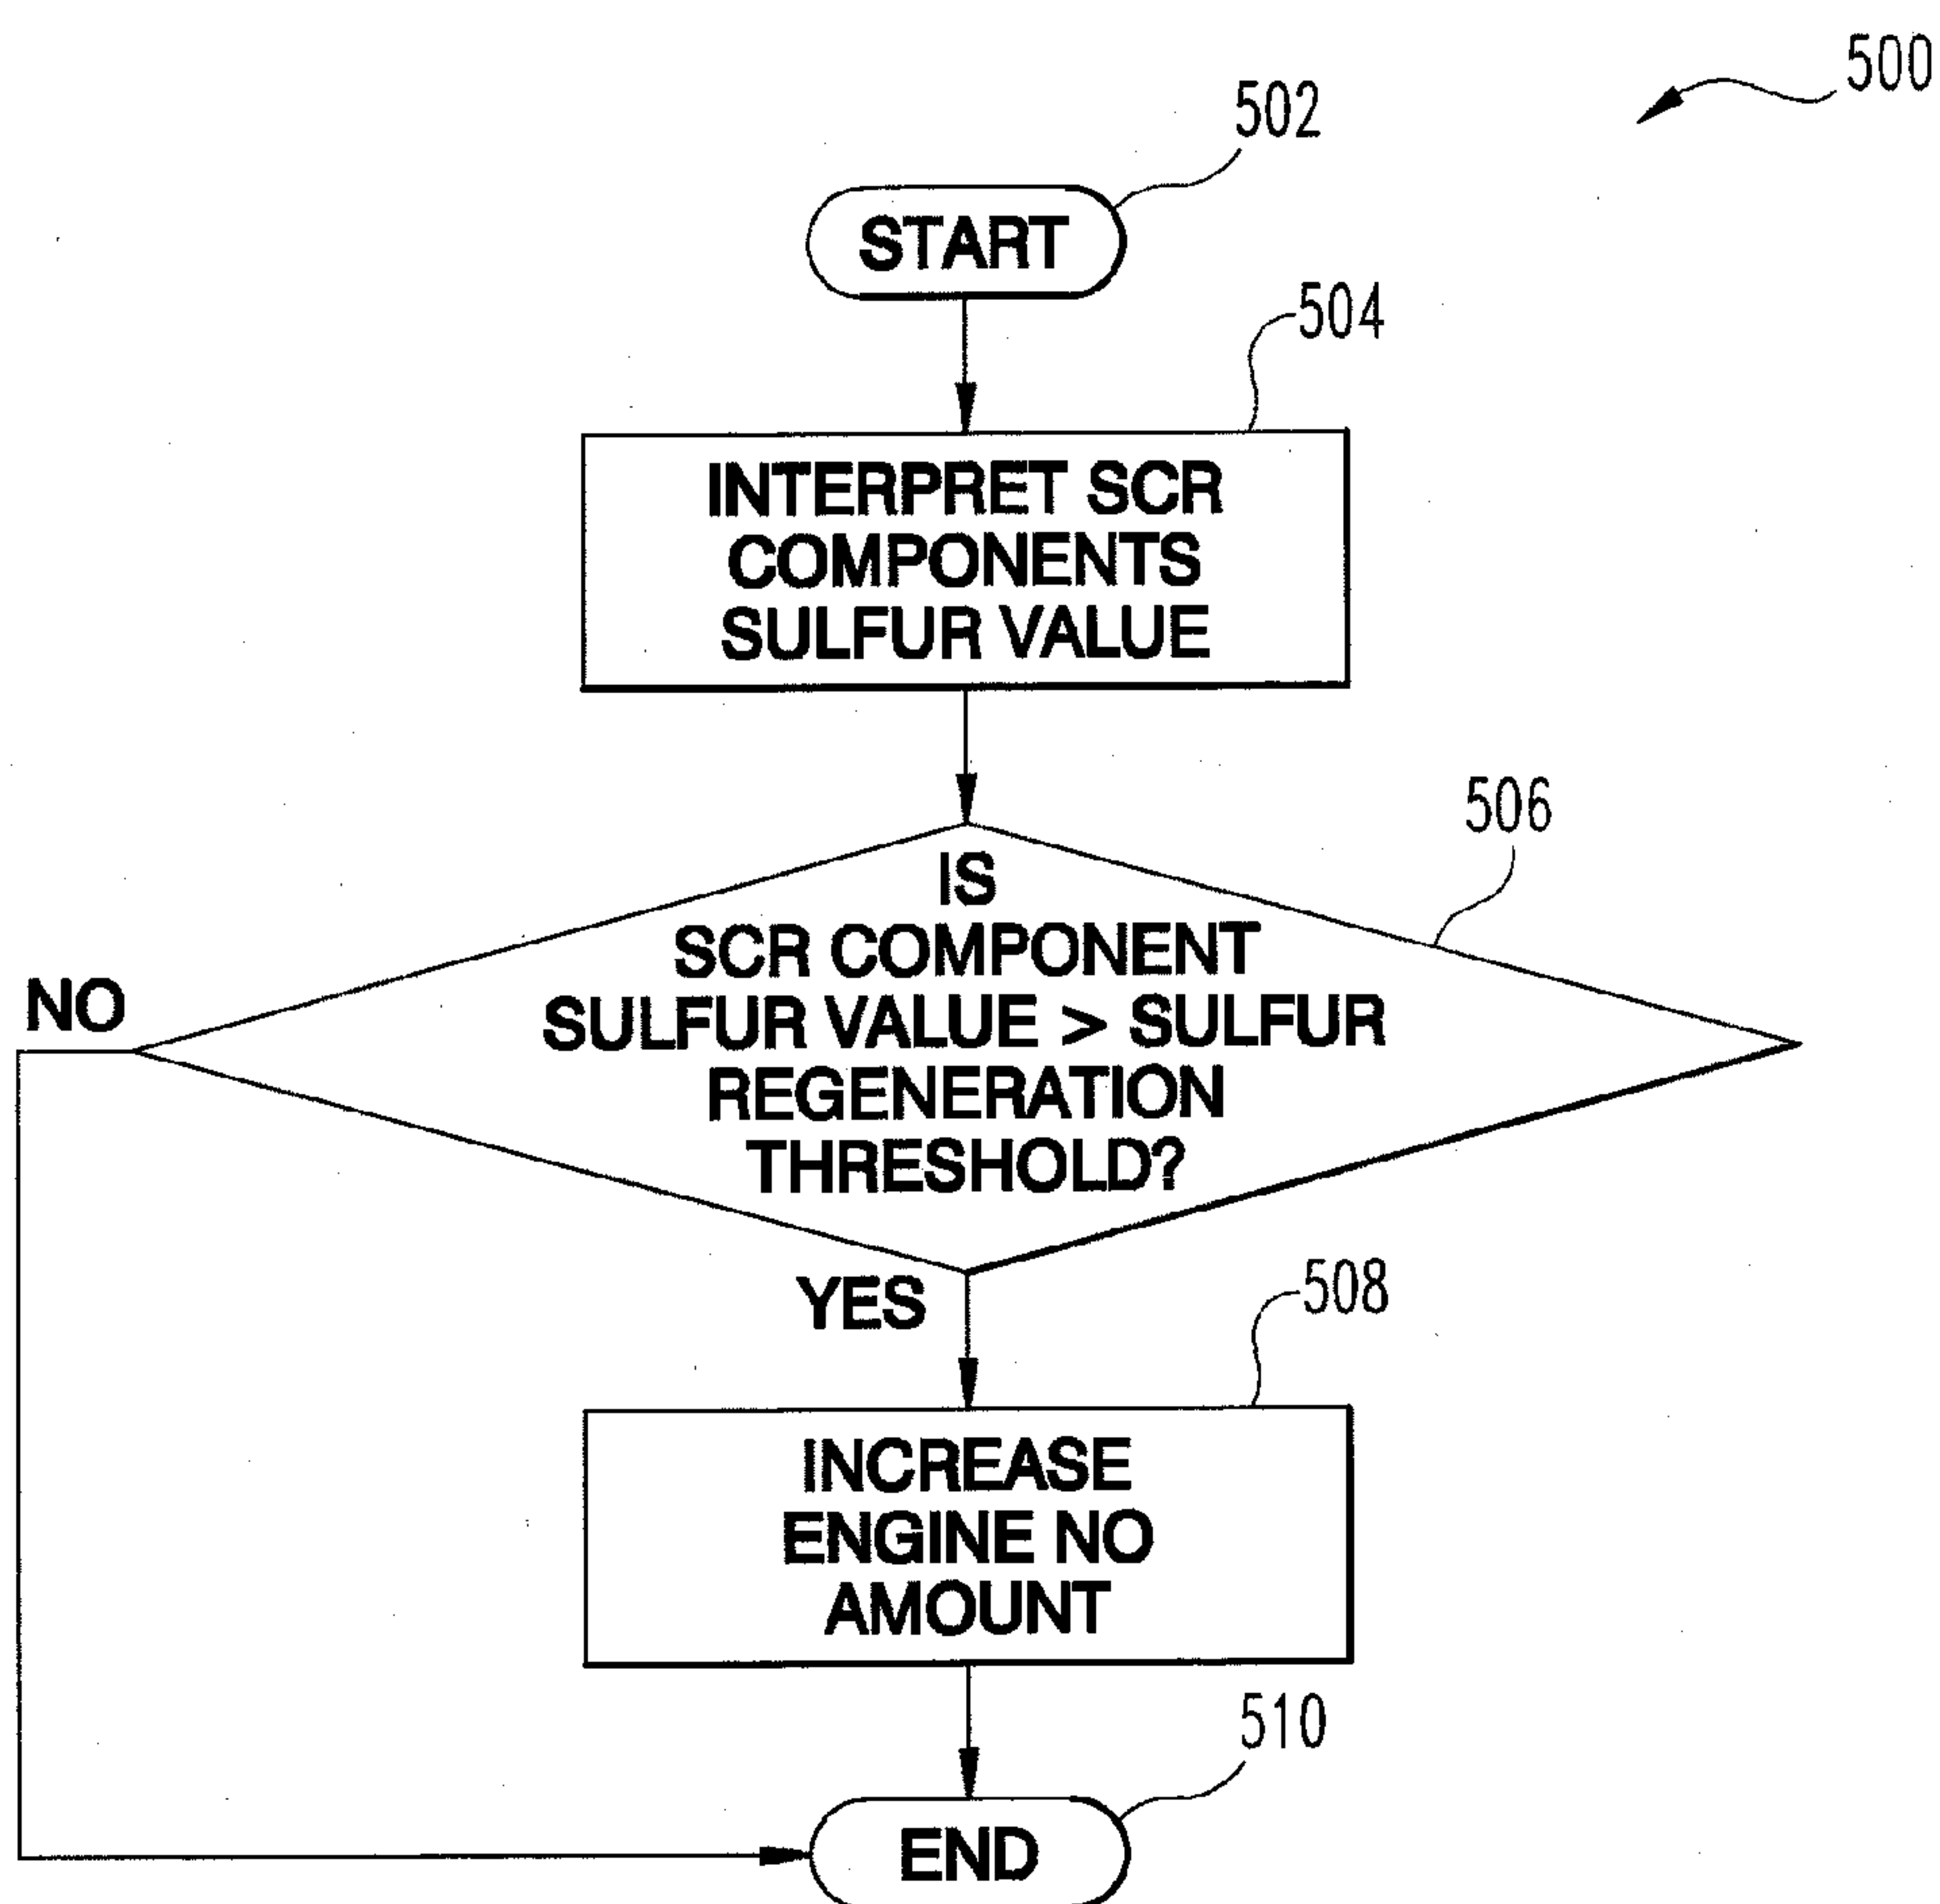 500
502
START
504
INTERPRET SCR
COMPONENTS
SULFUR VALUE
506
IS
SCR COMPONENT
SULFUR VALUE > SULFUR
REGENERATION
THRESHOLD?
NO
YES
508
INCREASE
ENGINE NO
AMOUNT
510
END